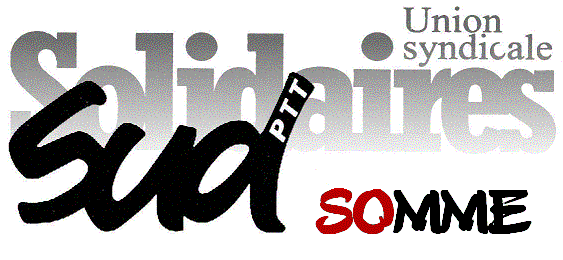 Union
syndicale
Solidaires
Sud
PTT
SOMME